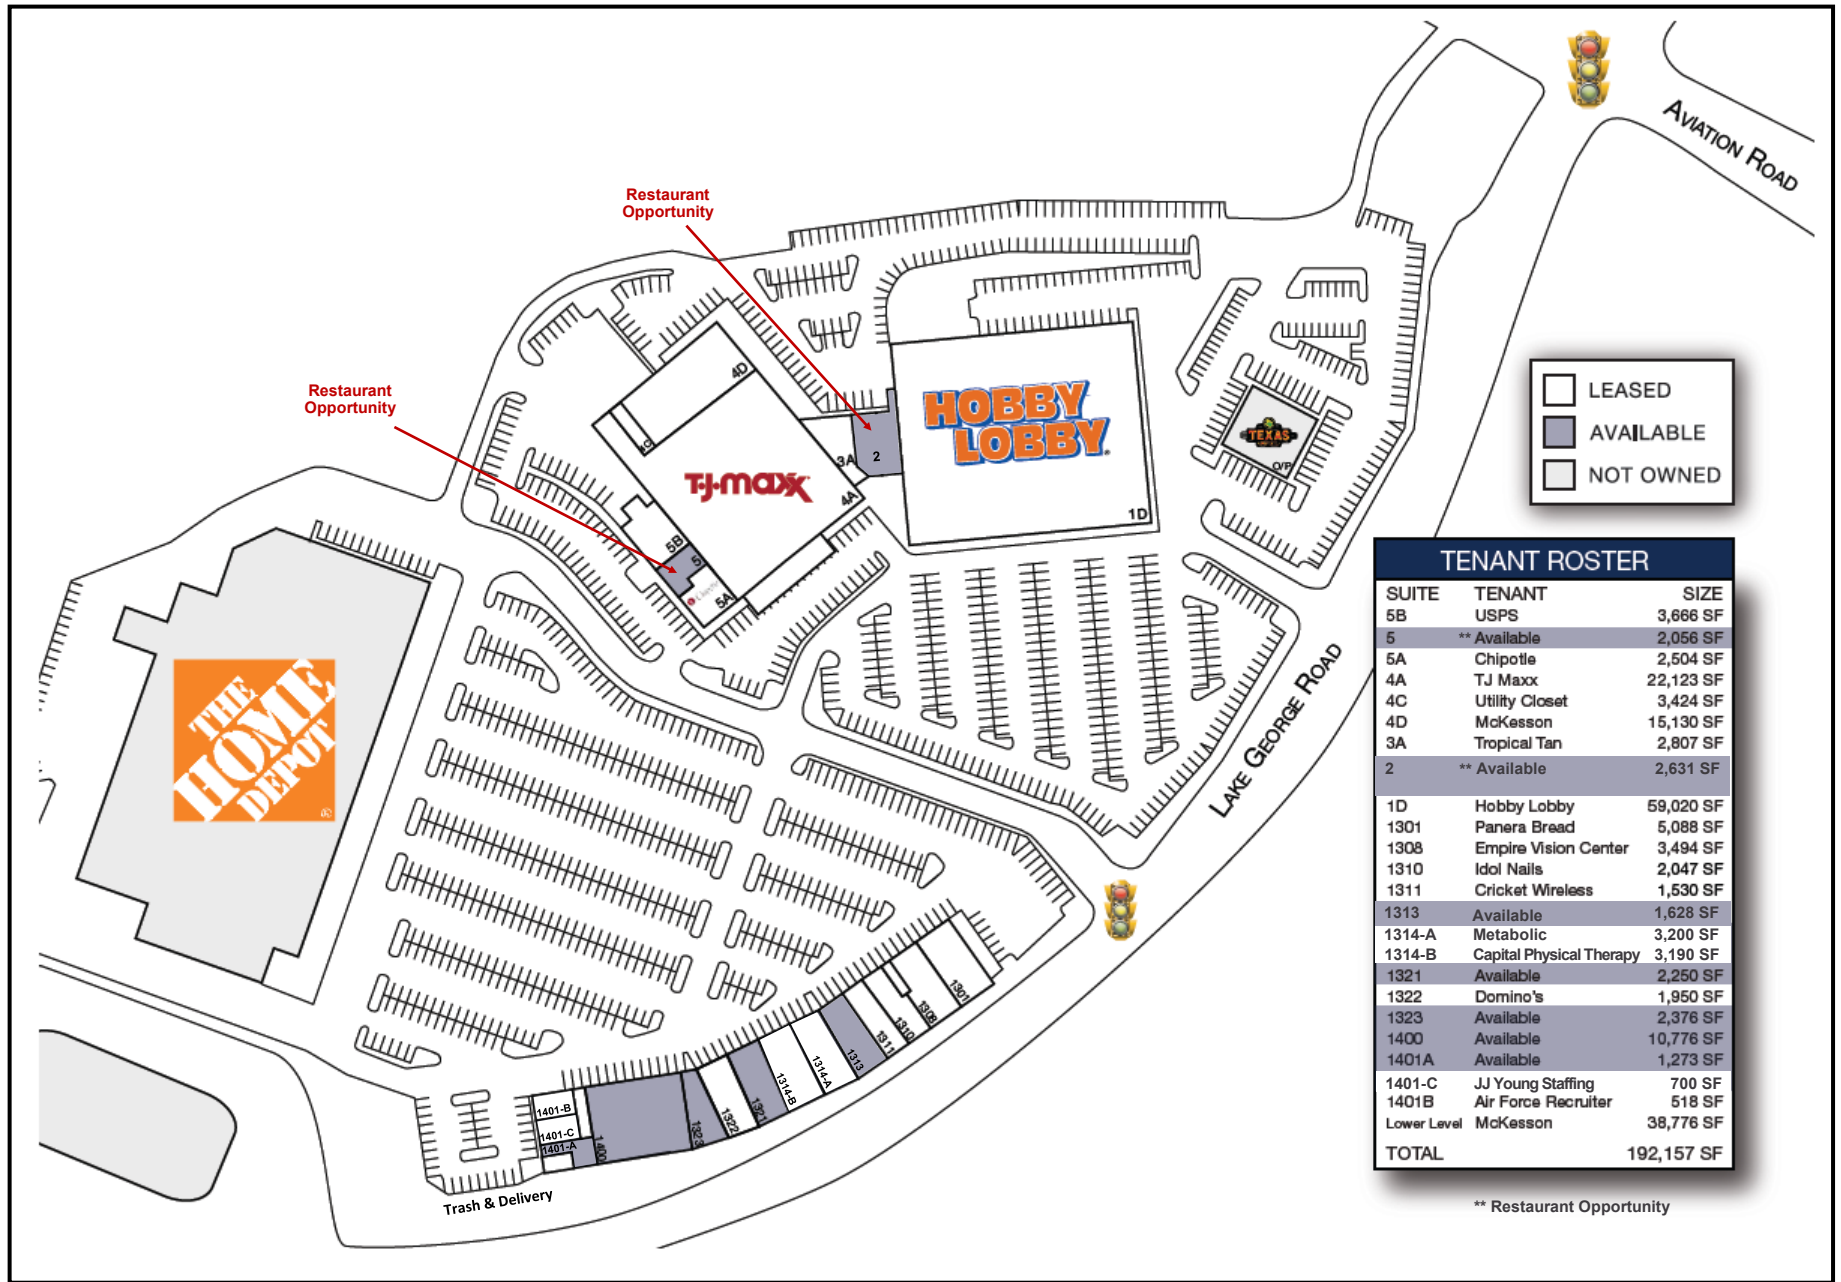 AVIATION ROAD
Restaurant
Opportunity
Restaurant
Opportunity
4D
4C
HOBBY
LOBBY
T·J·maxx
3A
2
4A
1D
TEXAS
O/P
5B
5
5A
LEASED
AVAILABLE
NOT OWNED
THE
HOME
DEPOT
LAKE GEORGE ROAD
1301
1308
1310
1311
1313
1314-A
1314-B
1321
1322
1323
1400
1401-B
1401-C
1401-A
Trash & Delivery
TENANT ROSTER
SUITE TENANT SIZE
5B USPS 3,666 SF
5 ** Available 2,056 SF
5A Chipotle 2,504 SF
4A TJ Maxx 22,123 SF
4C Utility Closet 3,424 SF
4D McKesson 15,130 SF
3A Tropical Tan 2,807 SF
2 ** Available 2,631 SF
1D Hobby Lobby 59,020 SF
1301 Panera Bread 5,088 SF
1308 Empire Vision Center 3,494 SF
1310 Idol Nails 2,047 SF
1311 Cricket Wireless 1,530 SF
1313 Available 1,628 SF
1314-A Metabolic 3,200 SF
1314-B Capital Physical Therapy 3,190 SF
1321 Available 2,250 SF
1322 Domino's 1,950 SF
1323 Available 2,376 SF
1400 Available 10,776 SF
1401A Available 1,273 SF
1401-C JJ Young Staffing 700 SF
1401B Air Force Recruiter 518 SF
Lower Level McKesson 38,776 SF
TOTAL 192,157 SF
** Restaurant Opportunity